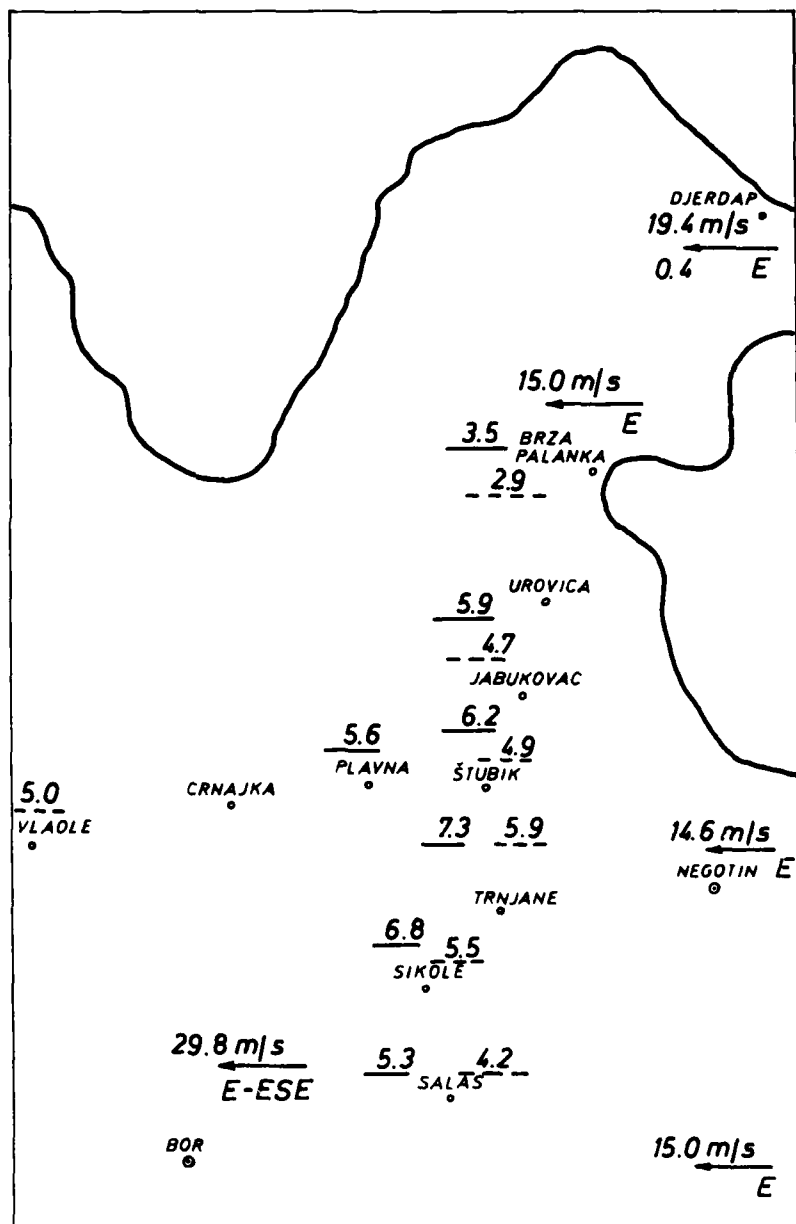 DJERDAP
19.4 m/s
0.4 E
15.0 m/s
E
3.5 BRZA
PALANKA
2.9
UROVICA
5.9
4.7
JABUKOVAC
6.2
5.6
4.9
PLAVNA
ŠTUBIK
CRNAJKA
5.0
VLAOLE
7.3 5.9
14.6 m/s
NEGOTIN E
TRNJANE
6.8
5.5
SIKOLE
29.8 m/s
E-ESE
5.3 4.2
SALAŠ
BOR
15.0 m/s
E